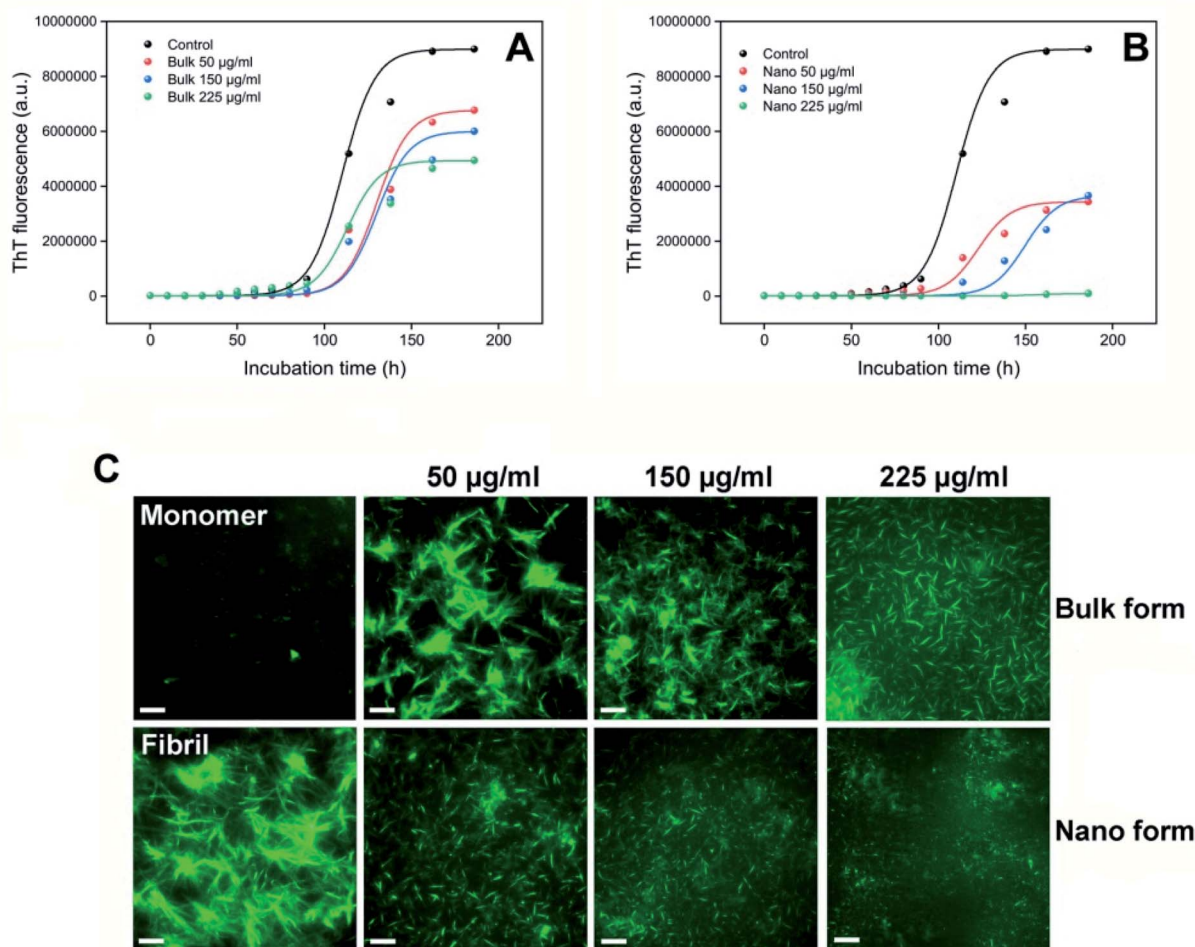 A
Control
Bulk 50 µg/ml
Bulk 150 µg/ml
Bulk 225 µg/ml
10000000
8000000
6000000
4000000
2000000
0
ThT fluorescence (a.u.)
0 50 100 150 200
Incubation time (h)
B
Control
Nano 50 µg/ml
Nano 150 µg/ml
Nano 225 µg/ml
10000000
8000000
6000000
4000000
2000000
0
ThT fluorescence (a.u.)
0 50 100 150 200
Incubation time (h)
C
50 µg/ml 150 µg/ml 225 µg/ml
Monomer
Bulk form
Fibril
Nano form